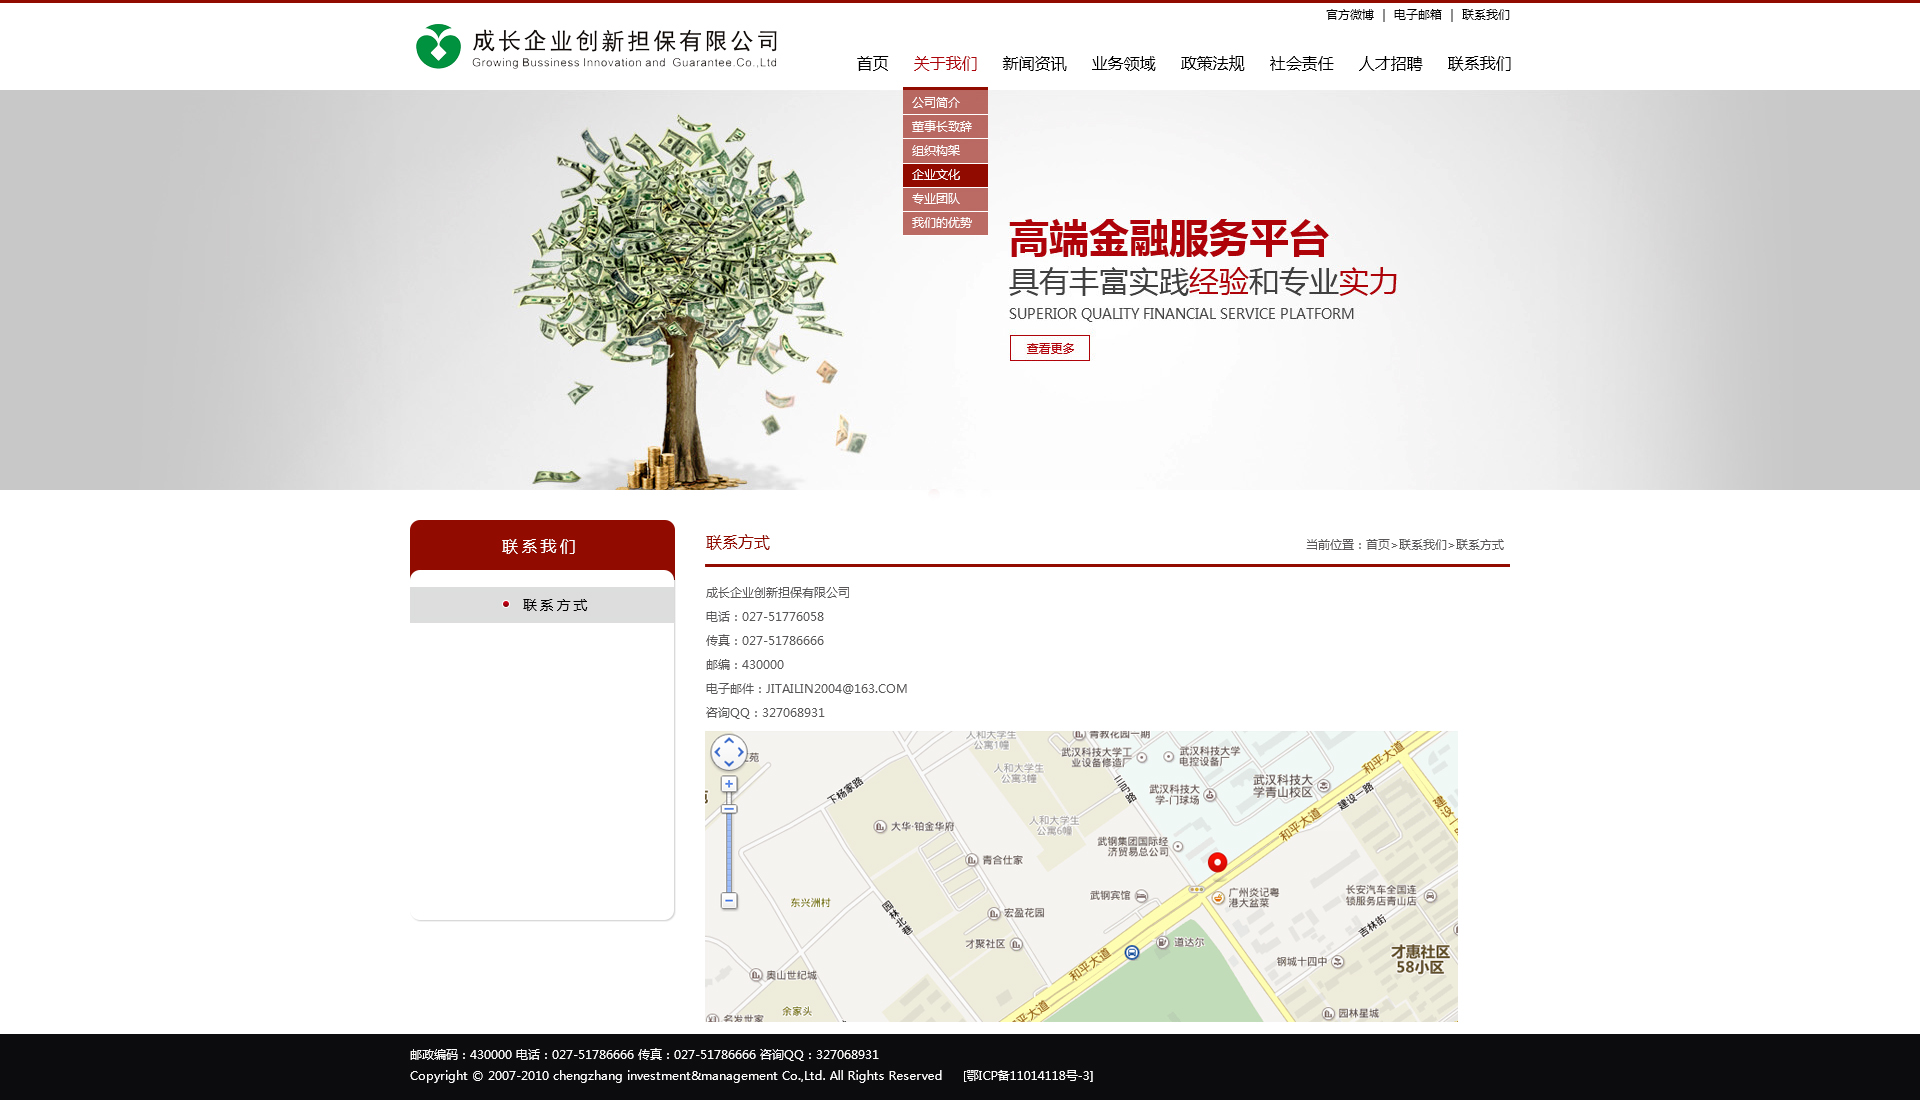 官方微博 | 电子邮箱 | 联系我们
成长企业创新担保有限公司
Growing Bussiness Innovation and Guarantee.Co.,Ltd
首页 关于我们 新闻资讯 业务领域 政策法规 社会责任 人才招聘 联系我们
公司简介
董事长致辞
组织构架
企业文化
专业团队
我们的优势
高端金融服务平台
具有丰富实践经验和专业实力
SUPERIOR QUALITY FINANCIAL SERVICE PLATFORM
查看更多
联系我们
联系方式
联系方式
当前位置：首页>联系我们>联系方式
成长企业创新担保有限公司
电话：027-51776058
传真：027-51786666
邮编：430000
电子邮件：JITAILIN2004@163.COM
咨询QQ：327068931
人和大学生
公寓1幢
青教花园一期
武汉科技大学工
业设备修造厂
武汉科技大学
电控设备厂
和平大道
人和大学生
公寓3幢
下杨家路
三弓路
武汉科技大
学-门球场
武汉科技大
学青山校区
建设一路
建设一
大华·铂金华府
人和大学生
公寓6幢
和平大道
武钢集团国际经
济贸易总公司
青合仕家
武钢宾馆
广州炎记粤
港大盆菜
长安汽车全国连
锁服务店青山店
东兴洲村
园林北巷
宏盈花园
吉林街
才聚社区
道达尔
才惠社区
58小区
钢城十四中
和平大道
奥山世纪城
余家头
名发世家
平大道
园林星城
邮政编码：430000 电话：027-51786666 传真：027-51786666 咨询QQ：327068931
Copyright © 2007-2010 chengzhang investment&management Co.,Ltd. All Rights Reserved [鄂ICP备11014118号-3]